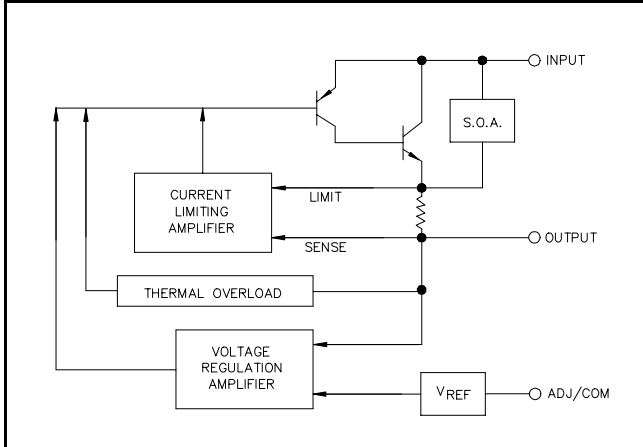 INPUT
S.O.A.
CURRENT
LIMITING
AMPLIFIER
LIMIT
SENSE
OUTPUT
THERMAL OVERLOAD
VOLTAGE
REGULATION
AMPLIFIER
VREF
ADJ/COM